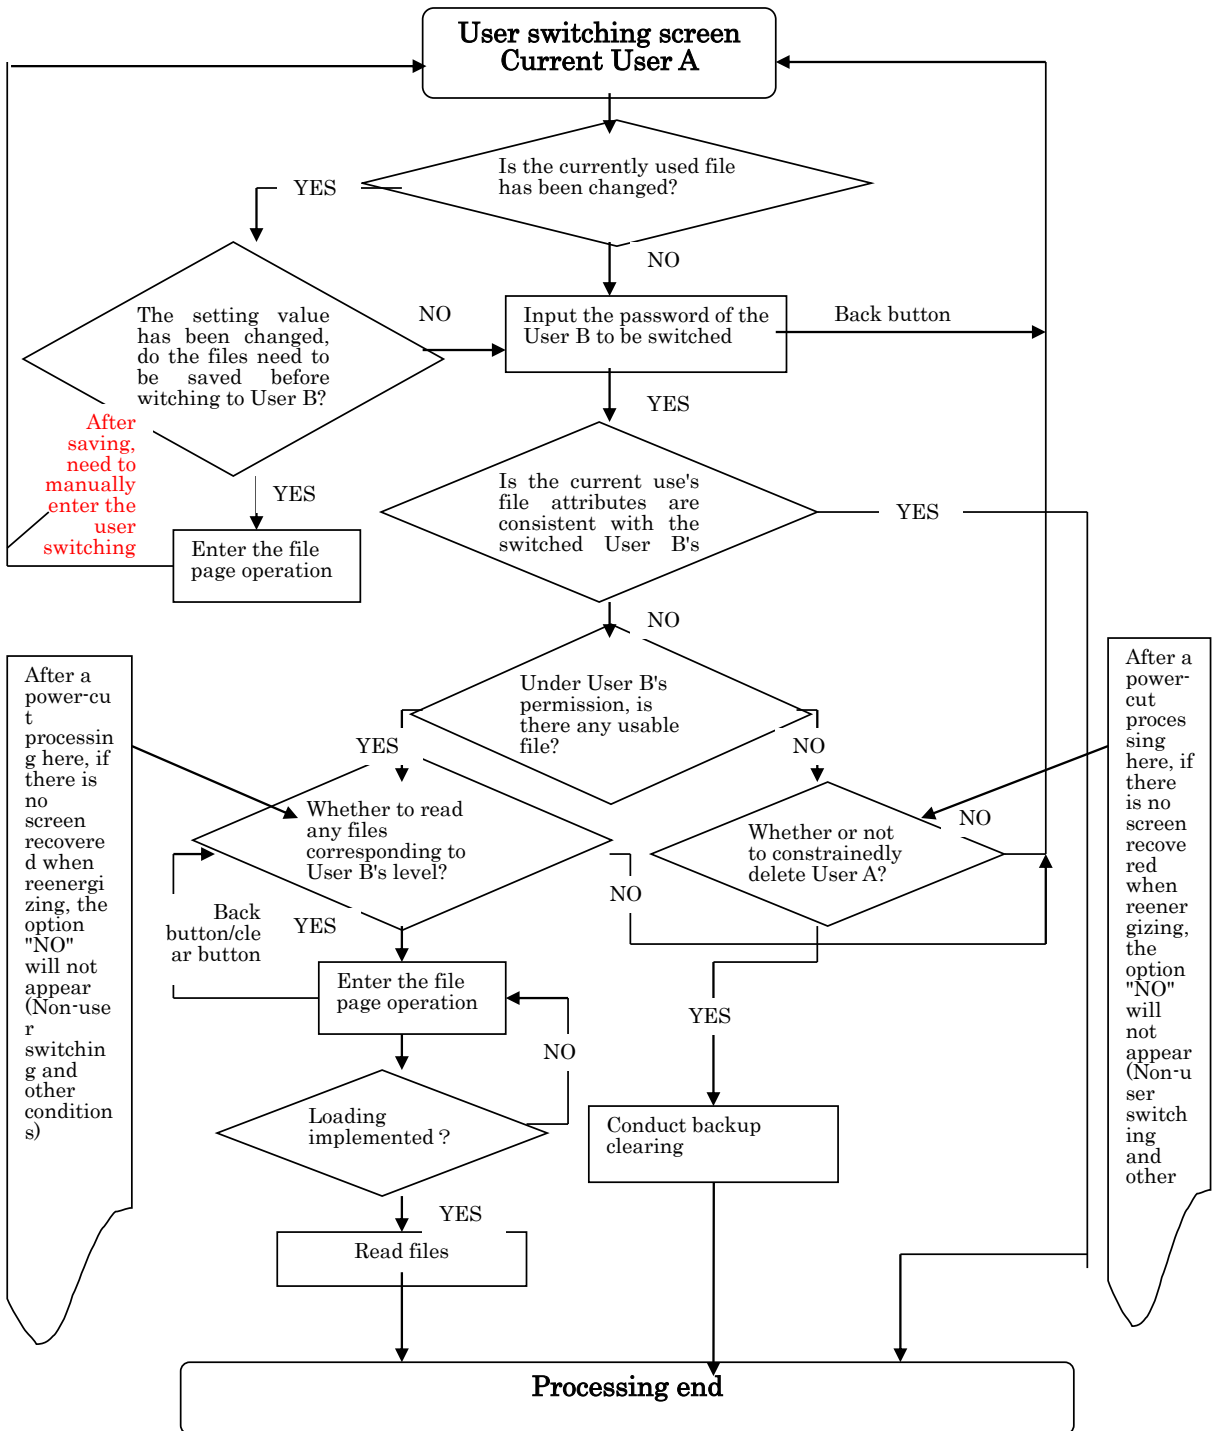 User switching screen
Current User A
Is the currently used file
has been changed?
YES
NO
The setting value
has been changed,
do the files need to
be saved before
witching to User B?
NO
Input the password of the
User B to be switched
Back button
YES
After
saving,
need to
manually
enter the
user
switching
YES
Enter the file
page operation
Is the current use's
file attributes are
consistent with the
switched User B's
YES
NO
Under User B's
permission, is
there any usable
file?
YES
NO
After a
power-cu
t
processin
g here, if
there is
no
screen
recovere
d when
reenergi
zing, the
option
"NO"
will not
appear
(Non-use
r
switchin
g and
other
condition
s)
Whether to read
any files
corresponding to
User B's level?
NO
Whether or not
to constrainedly
delete User A?
NO
After a
power-
cut
proces
sing
here, if
there
is no
screen
recove
red
when
reener
gizing,
the
option
"NO"
will
not
appear
(Non-u
ser
switch
ing
and
other
Back
button/cle
ar button
YES
Enter the file
page operation
NO
YES
Loading
implemented ?
Conduct backup
clearing
YES
Read files
Processing end